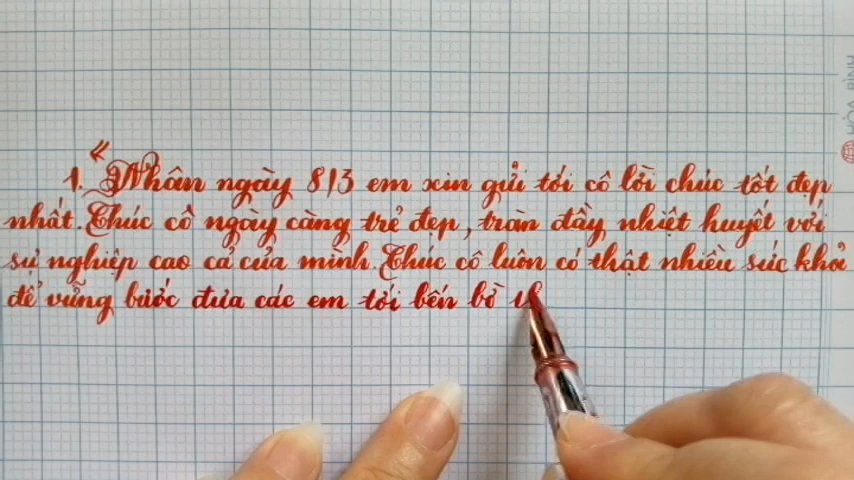 “
1. Nhân ngày 8/3 em xin gửi tới cô lời chúc tốt đẹp
nhất. Chúc cô ngày càng trẻ đẹp, tràn đầy nhiệt huyết với
sự nghiệp cao cả của mình. Chúc cô luôn có thật nhiều sức khoẻ
để vững bước đưa các em tới bến bờ